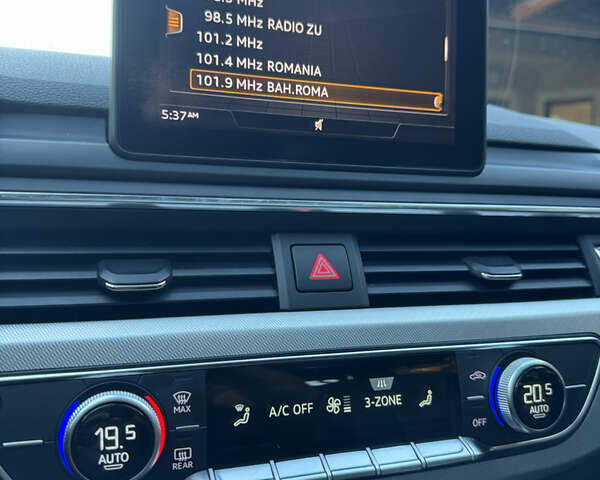 MHz
98.5 MHz RADIO ZU
101.2 MHz
101.4 MHz ROMANIA
101.9 MHz BAH.ROMA
5:37AM
19.5
AUTO
MAX
REAR
A/C OFF
3-ZONE
OFF
20.5
AUTO